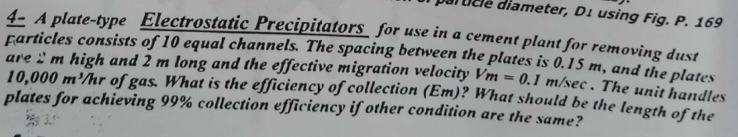 particle diameter, D1 using Fig. P. 169
4- A plate-type Electrostatic Precipitators for use in a cement plant for removing dust
Particles consists of 10 equal channels. The spacing between the plates is 0.15 m, and the plates
are 2 m high and 2 m long and the effective migration velocity Vm = 0.1 m/sec. The unit handles
10,000 m³/hr of gas. What is the efficiency of collection (Em)? What should be the length of the
plates for achieving 99% collection efficiency if other condition are the same?